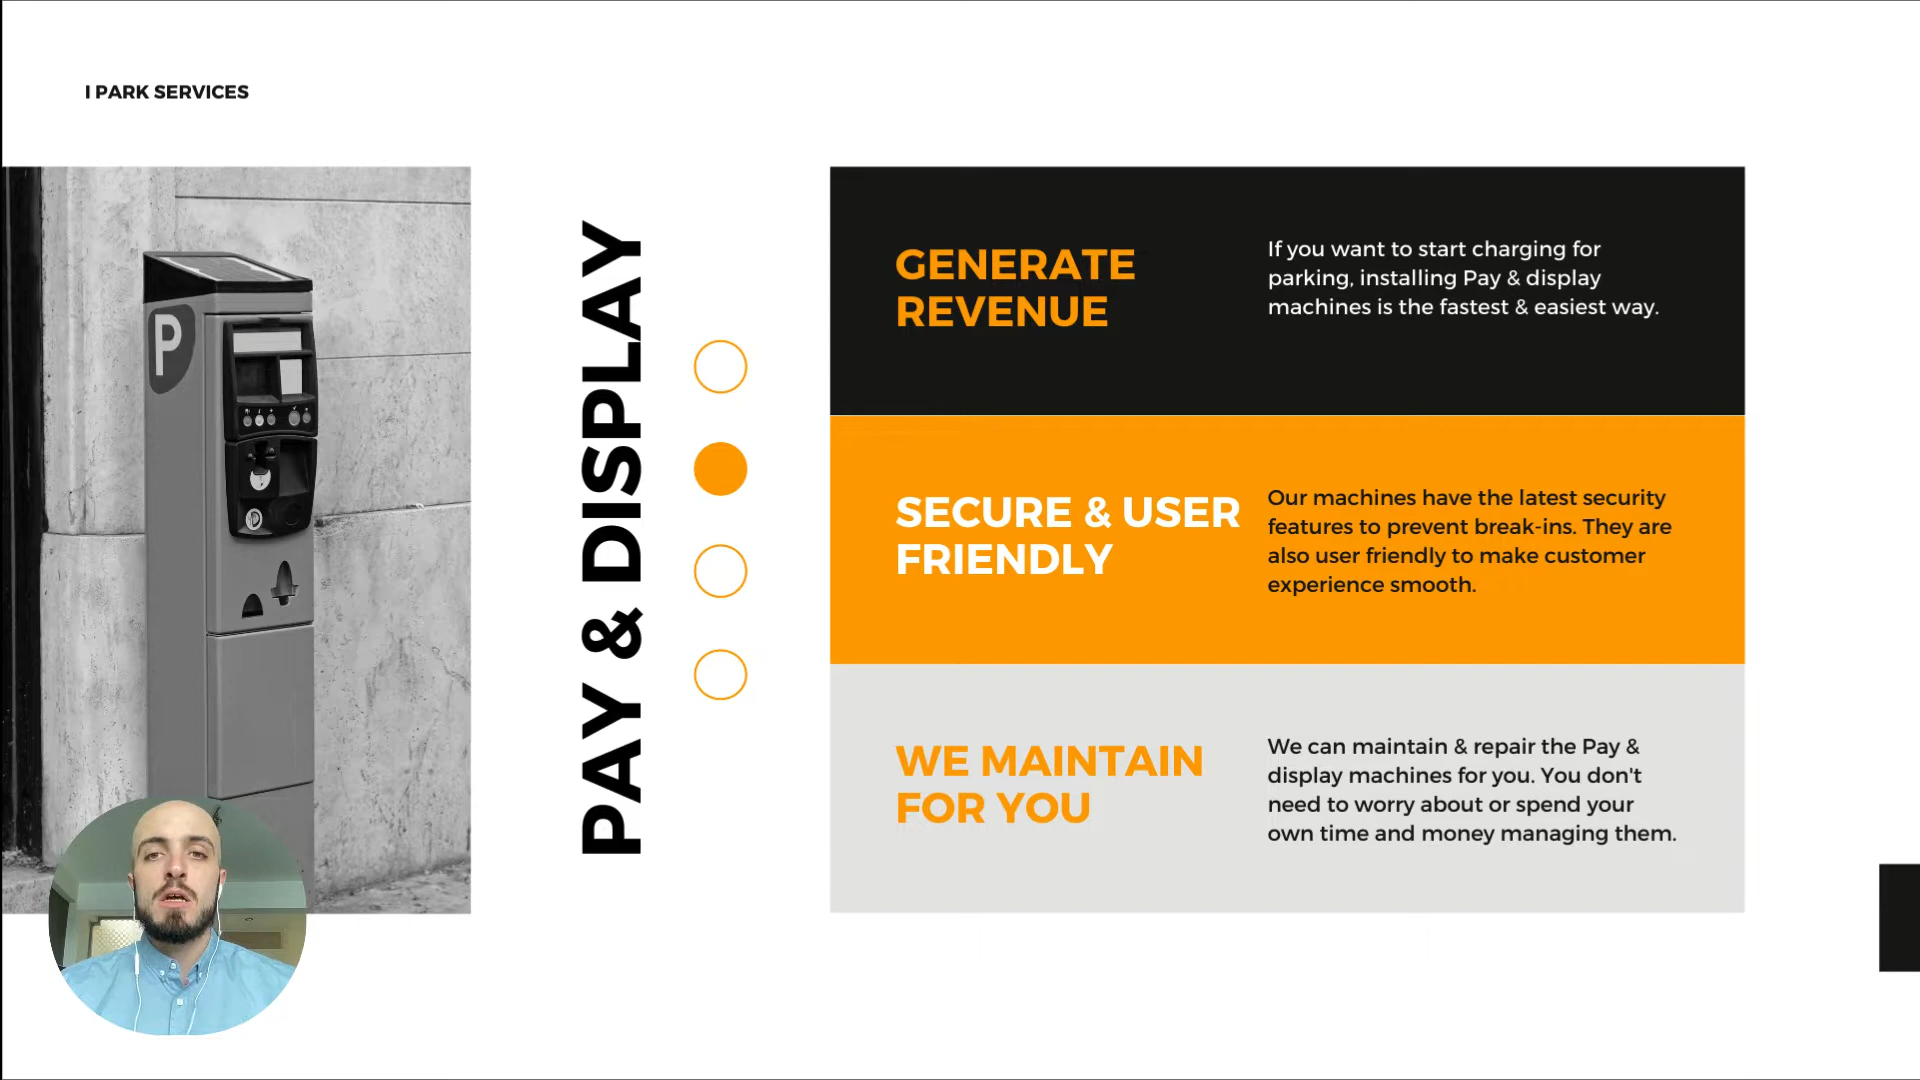 I PARK SERVICES
P
PAY & DISPLAY
GENERATE
REVENUE
If you want to start charging for
parking, installing Pay & display
machines is the fastest & easiest way.
SECURE & USER
FRIENDLY
Our machines have the latest security
features to prevent break-ins. They are
also user friendly to make customer
experience smooth.
WE MAINTAIN
FOR YOU
We can maintain & repair the Pay &
display machines for you. You don't
need to worry about or spend your
own time and money managing them.